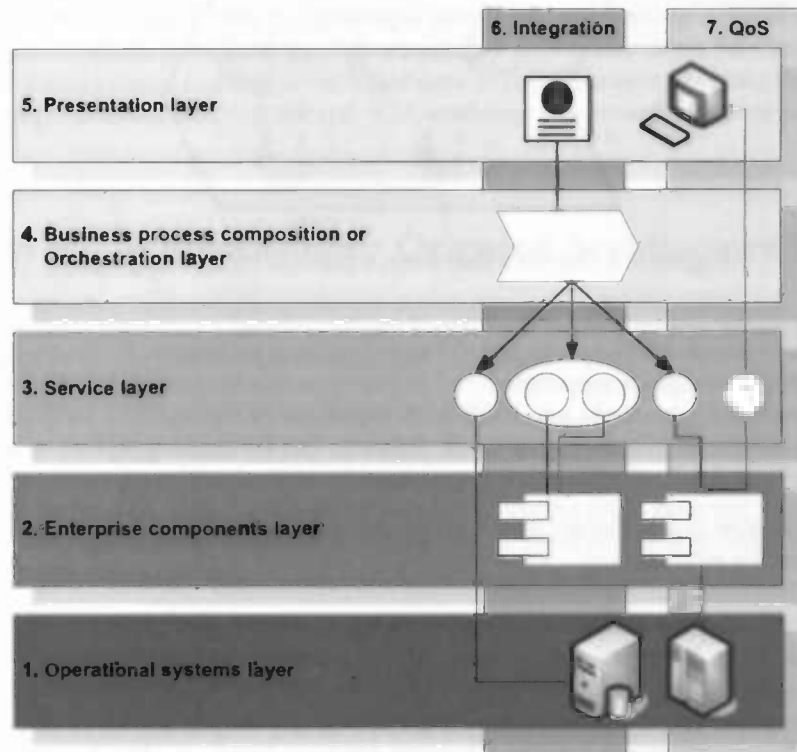 6. Integration
7. QoS
5. Presentation layer
4. Business process composition or
Orchestration layer
3. Service layer
2. Enterprise components layer
1. Operational systems layer